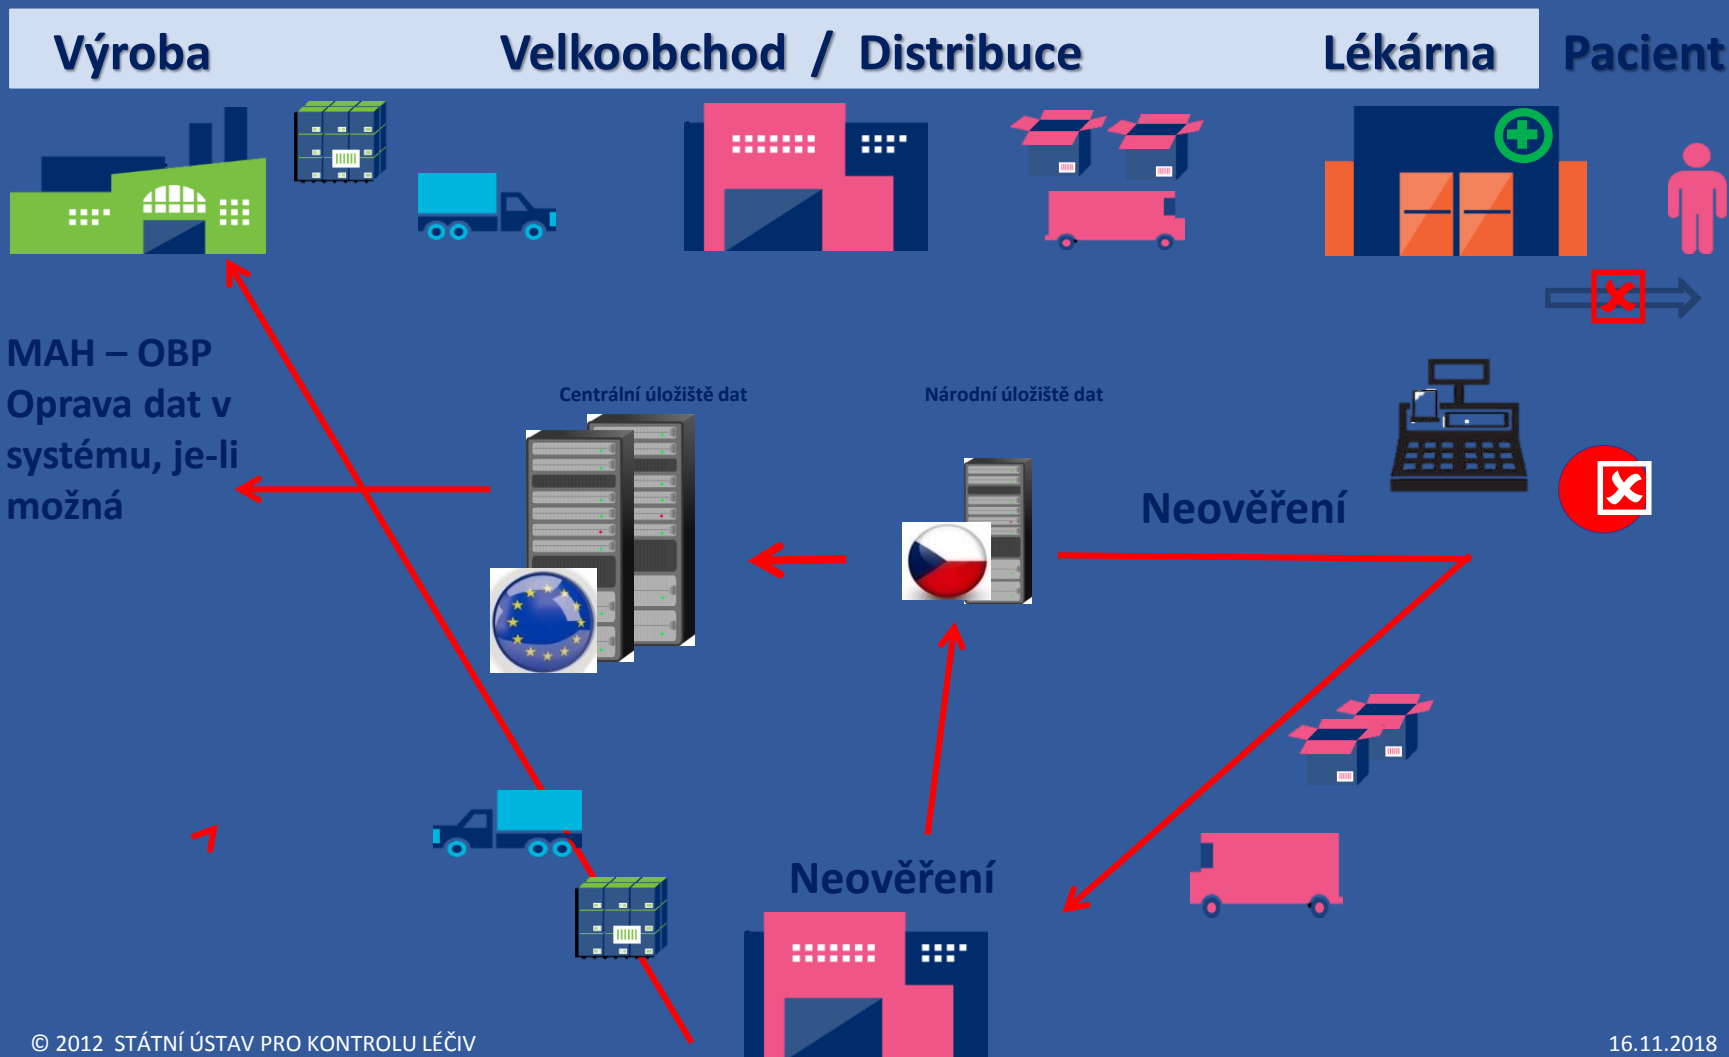 Výroba Velkoobchod / Distribuce Lékárna Pacient
MAH – OBP
Oprava dat v
systému, je-li
možná
Centrální úložiště dat
Národní úložiště dat
Neověření
Neověření
© 2012 STÁTNÍ ÚSTAV PRO KONTROLU LÉČIV
16.11.2018